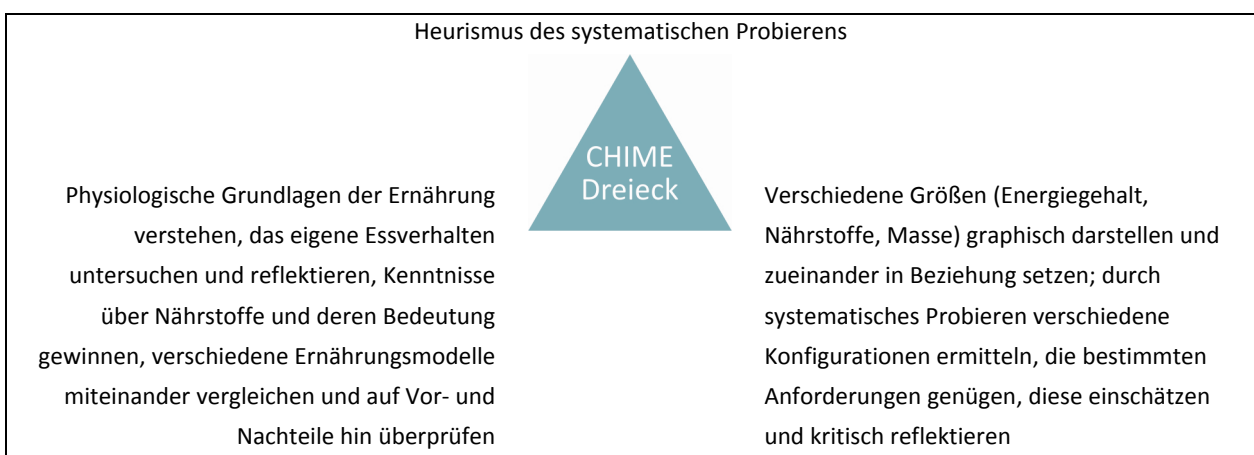 Heurismus des systematischen Probierens
CHIME
Dreieck
Physiologische Grundlagen der Ernährung
verstehen, das eigene Essverhalten
untersuchen und reflektieren, Kenntnisse
über Nährstoffe und deren Bedeutung
gewinnen, verschiedene Ernährungsmodelle
miteinander vergleichen und auf Vor- und
Nachteile hin überprüfen
Verschiedene Größen (Energiegehalt,
Nährstoffe, Masse) graphisch darstellen und
zueinander in Beziehung setzen; durch
systematisches Probieren verschiedene
Konfigurationen ermitteln, die bestimmten
Anforderungen genügen, diese einschätzen
und kritisch reflektieren